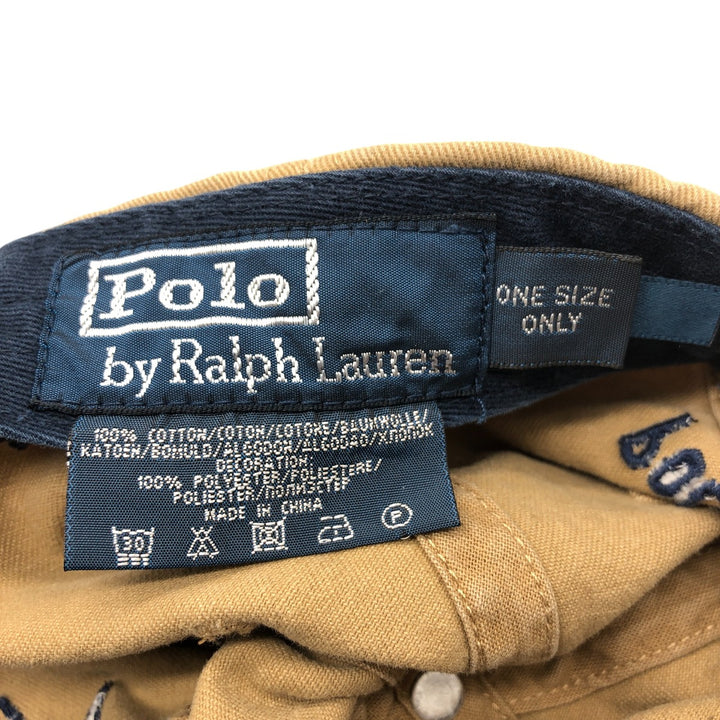 Polo
by Ralph Lauren
ONE SIZE
ONLY
100% COTTON/COTON/COTONE/BAUMWOLLE/
KATOEN/BOMULD/ALGODON/ALGODAO/ХЛОПОК
DECORATION:
100% POLYESTER/POLIESTERE/
POLIESTER/ПОЛИЭСТЕР
MADE IN CHINA
30
P